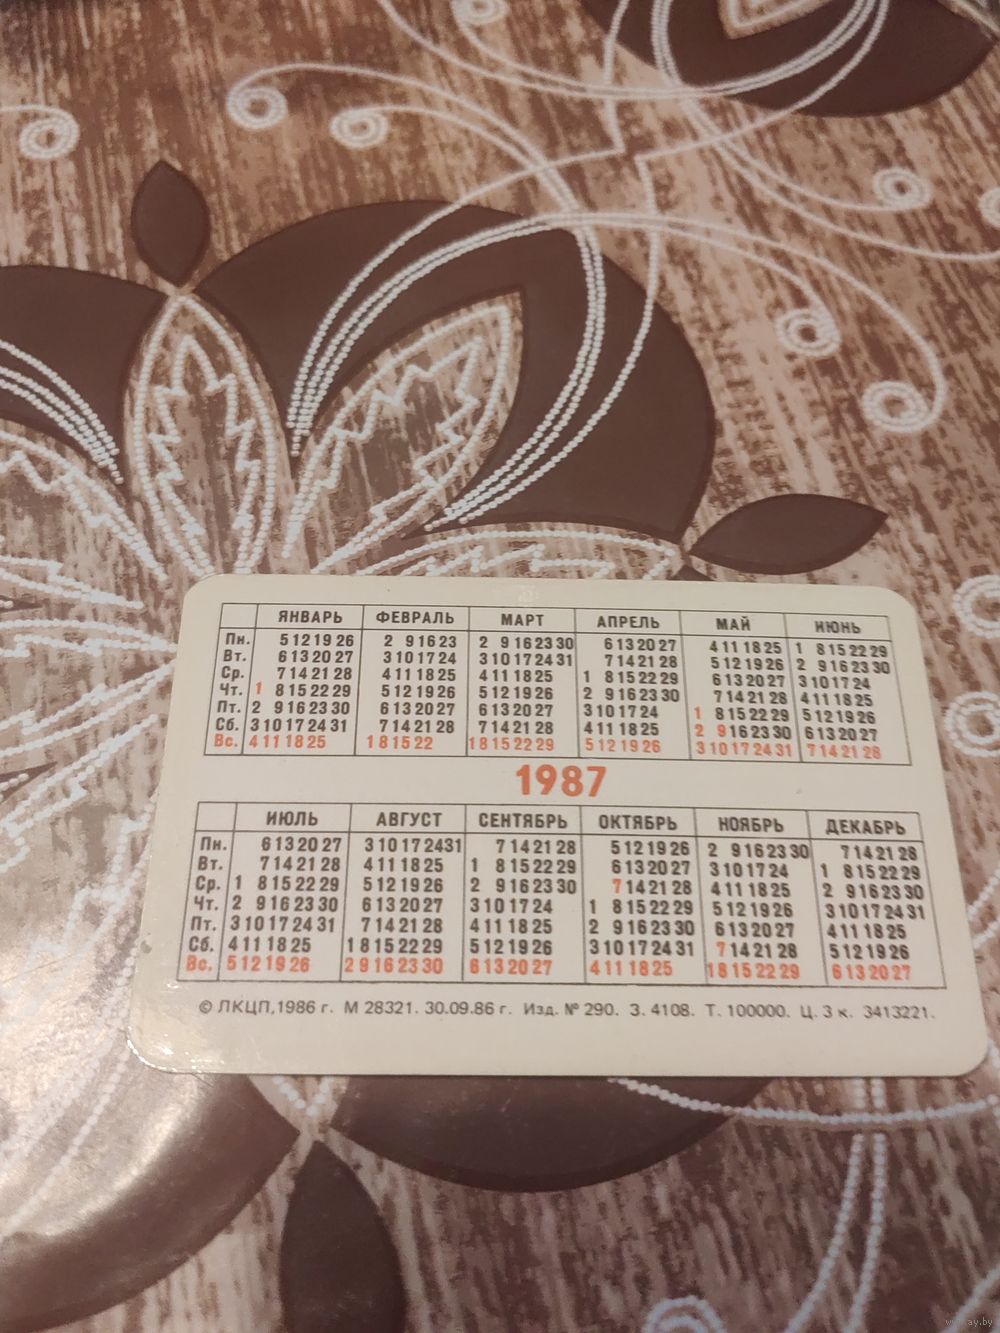 ЯНВАРЬ ФЕВРАЛЬ МАРТ АПРЕЛЬ МАЙ ИЮНЬ
Пн. 5 12 19 26 2 9 16 23 2 9 16 23 30 6 13 20 27 4 11 18 25 1 8 15 22 29
Вт. 6 13 20 27 3 10 17 24 3 10 17 24 31 7 14 21 28 5 12 19 26 2 9 16 23 30
Ср. 7 14 21 28 4 11 18 25 4 11 18 25 1 8 15 22 29 6 13 20 27 3 10 17 24
Чт. 1 8 15 22 29 5 12 19 26 5 12 19 26 2 9 16 23 30 7 14 21 28 4 11 18 25
Пт. 2 9 16 23 30 6 13 20 27 6 13 20 27 3 10 17 24 1 8 15 22 29 5 12 19 26
Сб. 3 10 17 24 31 7 14 21 28 7 14 21 28 4 11 18 25 2 9 16 23 30 6 13 20 27
Вс. 4 11 18 25 1 8 15 22 1 8 15 22 29 5 12 19 26 3 10 17 24 31 7 14 21 28
1987
ИЮЛЬ АВГУСТ СЕНТЯБРЬ ОКТЯБРЬ НОЯБРЬ ДЕКАБРЬ
Пн. 6 13 20 27 3 10 17 24 31 7 14 21 28 5 12 19 26 2 9 16 23 30 7 14 21 28
Вт. 7 14 21 28 4 11 18 25 1 8 15 22 29 6 13 20 27 3 10 17 24 1 8 15 22 29
Ср. 1 8 15 22 29 5 12 19 26 2 9 16 23 30 7 14 21 28 4 11 18 25 2 9 16 23 30
Чт. 2 9 16 23 30 6 13 20 27 3 10 17 24 1 8 15 22 29 5 12 19 26 3 10 17 24 31
Пт. 3 10 17 24 31 7 14 21 28 4 11 18 25 2 9 16 23 30 6 13 20 27 4 11 18 25
Сб. 4 11 18 25 1 8 15 22 29 5 12 19 26 3 10 17 24 31 7 14 21 28 5 12 19 26
Вс. 5 12 19 26 2 9 16 23 30 6 13 20 27 4 11 18 25 1 8 15 22 29 6 13 20 27
© ЛКЦП, 1986 г. М 28321. 30.09.86 г. Изд. № 290. З. 4108. Т. 100000. Ц. 3 к. 3413221.